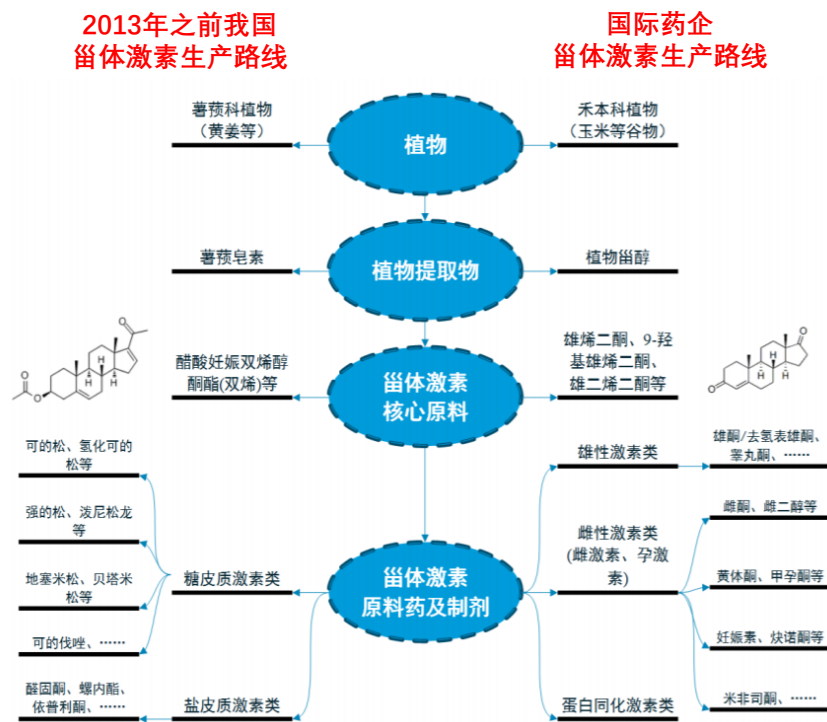 2013年之前我国
甾体激素生产路线
国际药企
甾体激素生产路线
薯蓣科植物
（黄姜等）
植物
禾本科植物
（玉米等谷物）
薯蓣皂素
植物提取物
植物甾醇
醋酸妊娠双烯醇
酮酯(双烯)等
甾体激素
核心原料
雄烯二酮、9-羟
基雄烯二酮、
雄二烯二酮等
O
O
O
H
H
H
O
O
H
H
H
可的松、氢化可的
松等
强的松、泼尼松龙
等
地塞米松、贝塔米
松等
可的伐唑、……
醛固酮、螺内酯、
依普利酮、……
糖皮质激素类
盐皮质激素类
甾体激素
原料药及制剂
雄性激素类
雌性激素类
(雌激素、孕激
素)
蛋白同化激素类
雄酮/去氢表雄酮、
睾丸酮、……
雌酮、雌二醇等
黄体酮、甲孕酮等
妊娠素、炔诺酮等
米非司酮、……